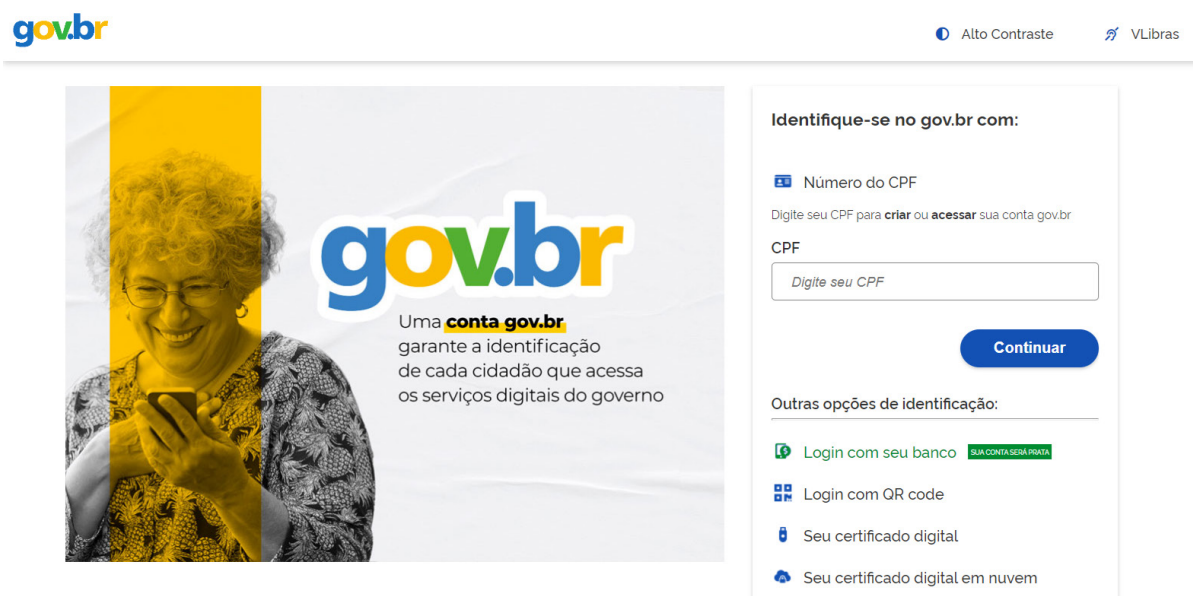 gov.br
Alto Contraste
VLibras
gov.br
Uma conta gov.br
garante a identificação
de cada cidadão que acessa
os serviços digitais do governo
Identifique-se no gov.br com:
Número do CPF
Digite seu CPF para criar ou acessar sua conta gov.br
CPF
Digite seu CPF
Continuar
Outras opções de identificação:
Login com seu banco SUA CONTA SERÁ PRATA
Login com QR code
Seu certificado digital
Seu certificado digital em nuvem